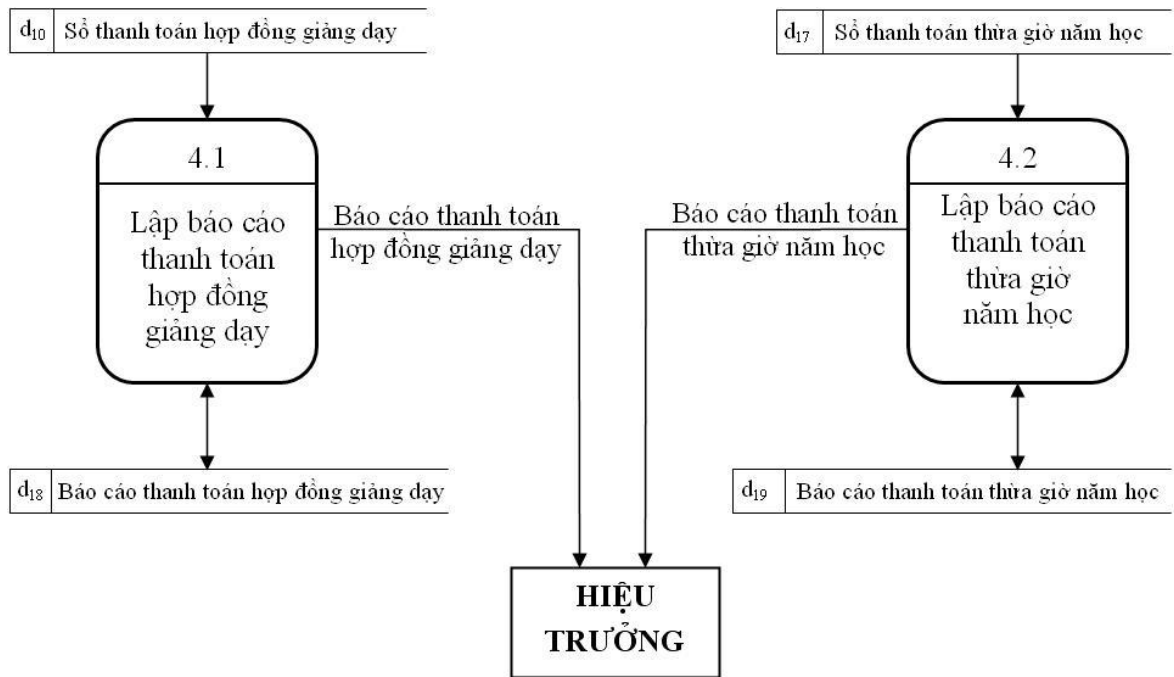 d10 Sổ thanh toán hợp đồng giảng dạy
d17 Sổ thanh toán thừa giờ năm học
4.1
Lập báo cáo
thanh toán
hợp đồng
giảng dạy
Báo cáo thanh toán
hợp đồng giảng dạy
Báo cáo thanh toán
thừa giờ năm học
4.2
Lập báo cáo
thanh toán
thừa giờ
năm học
d18 Báo cáo thanh toán hợp đồng giảng dạy
d19 Báo cáo thanh toán thừa giờ năm học
HIỆU
TRƯỞNG